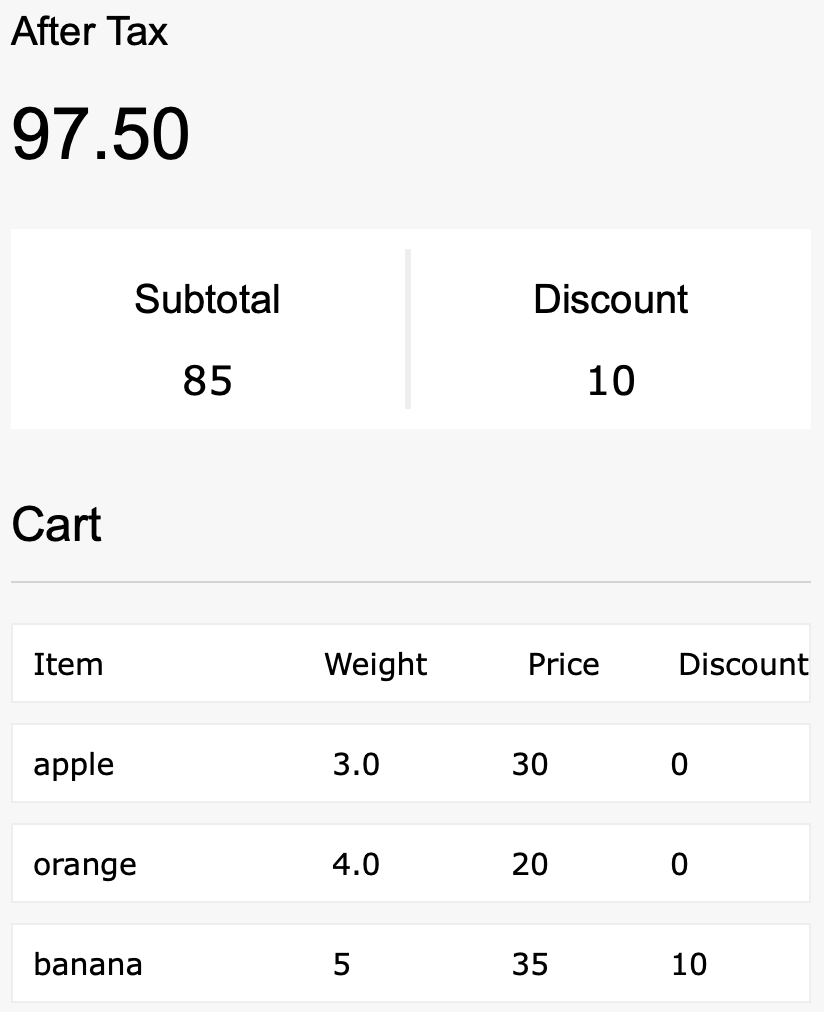 After Tax
97.50
Subtotal Discount
85 10
Cart
Item Weight Price Discount
apple 3.0 30 0
orange 4.0 20 0
banana 5 35 10